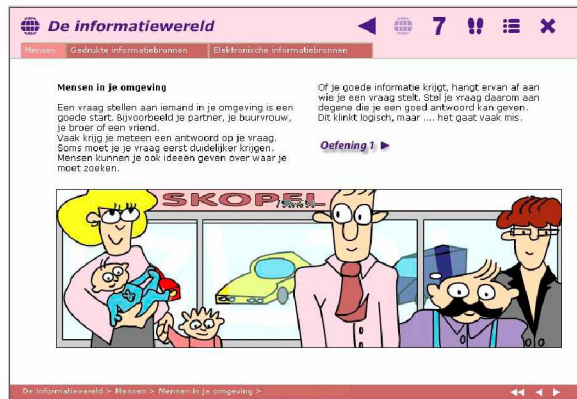 De informatiewereld
7
Mensen
Gedrukte informatiebronnen
Elektronische informatiebronnen
Mensen in je omgeving
Een vraag stellen aan iemand in je omgeving is een
goede start. Bijvoorbeeld je partner, je buurvrouw,
je broer of een vriend.
Vaak krijg je meteen een antwoord op je vraag.
Soms moet je je vraag eerst duidelijker krijgen.
Mensen kunnen je ook ideeën geven over waar je
moet zoeken.
Of je goede informatie krijgt, hangt ervan af aan
wie je een vraag stelt. Stel je vraag daarom aan
degene die je een goed antwoord kan geven.
Dit klinkt logisch, maar .... het gaat vaak mis.
Oefening 1
SKOPEL
De informatiewereld > Mensen > Mensen in je omgeving >